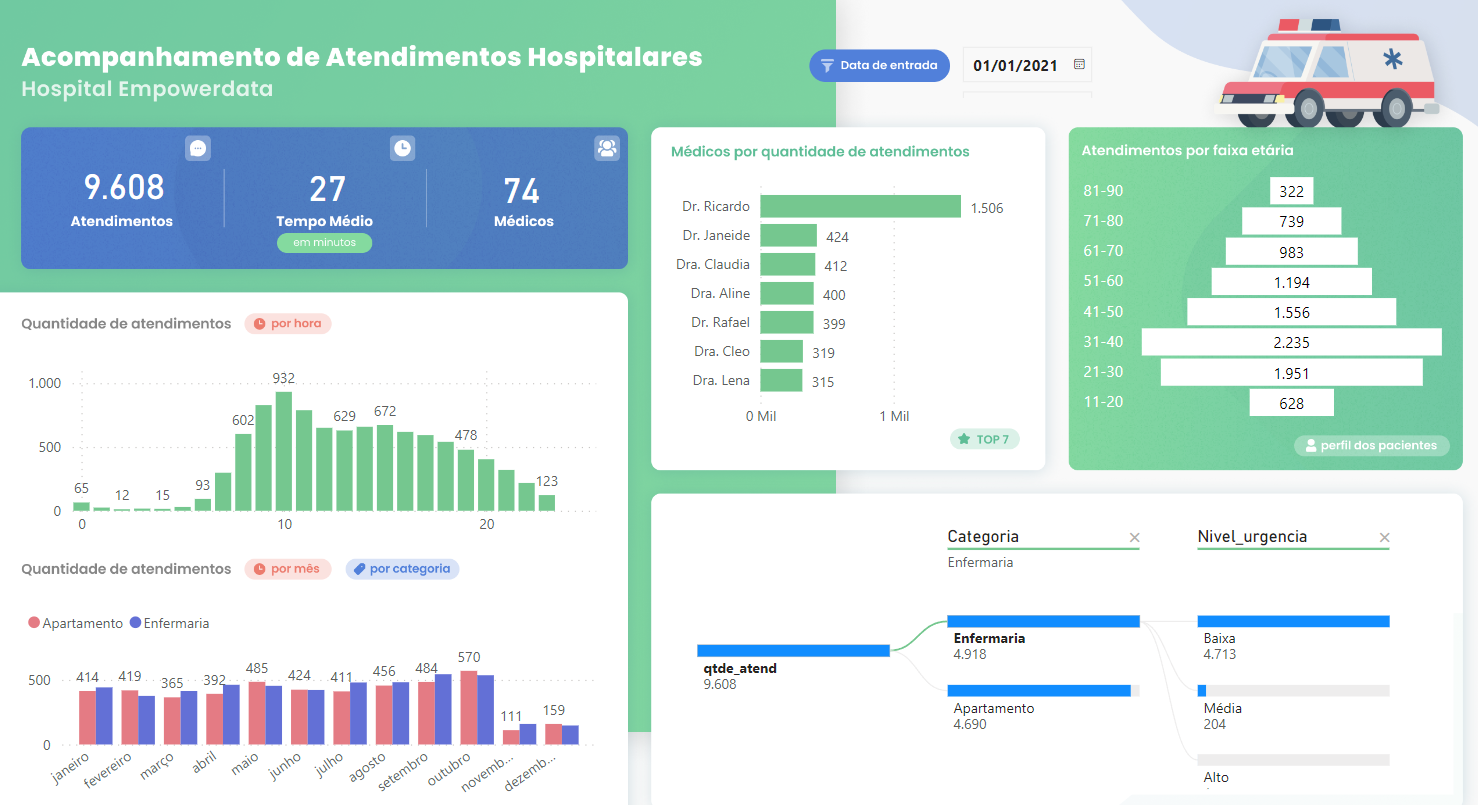 Acompanhamento de Atendimentos Hospitalares
Hospital Empowerdata
Data de entrada
01/01/2021
9.608
Atendimentos
27
Tempo Médio
em minutos
74
Médicos
Médicos por quantidade de atendimentos
Dr. Ricardo 1.506
Dr. Janeide 424
Dra. Claudia 412
Dra. Aline 400
Dr. Rafael 399
Dra. Cleo 319
Dra. Lena 315
0 Mil 1 Mil
TOP 7
Atendimentos por faixa etária
81-90 322
71-80 739
61-70 983
51-60 1.194
41-50 1.556
31-40 2.235
21-30 1.951
11-20 628
perfil dos pacientes
Quantidade de atendimentos por hora
1.000
500
0
65 12 15 93 602 932 629 672 478 123
0 10 20
Quantidade de atendimentos por mês por categoria
Apartamento Enfermaria
500
0
414 419 365 392 485 424 411 456 484 570 111 159
janeiro fevereiro março abril maio junho julho agosto setembro outubro novemb... dezemb...
Categoria
Enfermaria
Nivel_urgencia
qtde_atend
9.608
Enfermaria
4.918
Apartamento
4.690
Baixa
4.713
Média
204
Alto